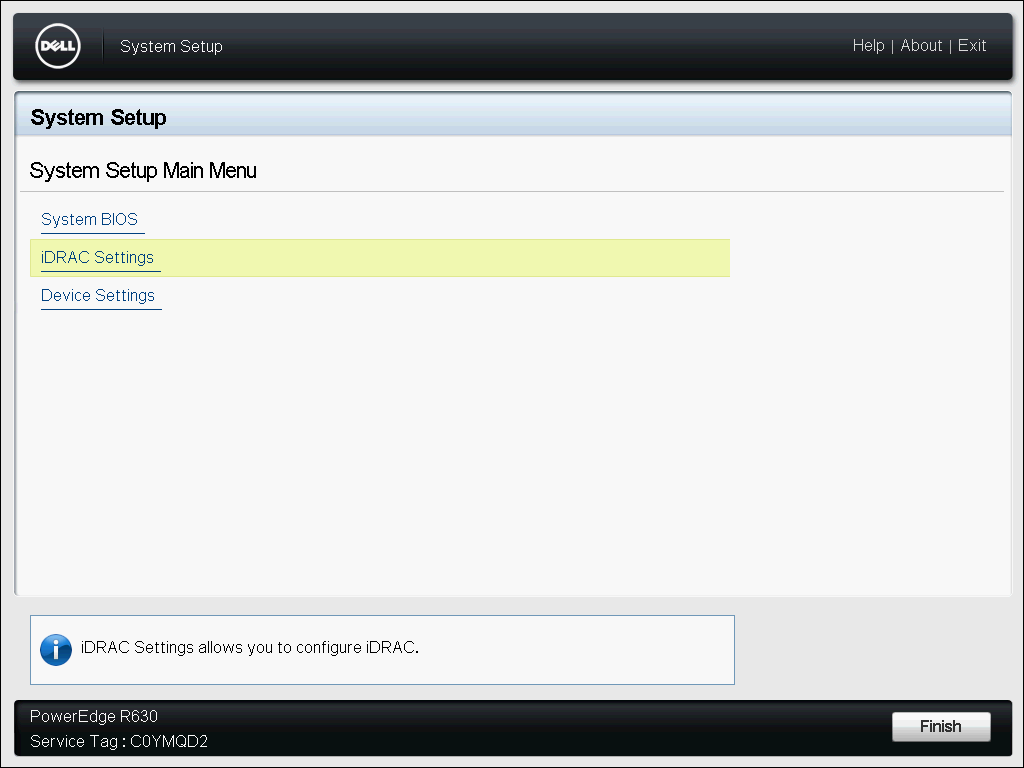 DELL
System Setup
Help | About | Exit
System Setup
System Setup Main Menu
System BIOS
iDRAC Settings
Device Settings
iDRAC Settings allows you to configure iDRAC.
PowerEdge R630
Service Tag : C0YMQD2
Finish